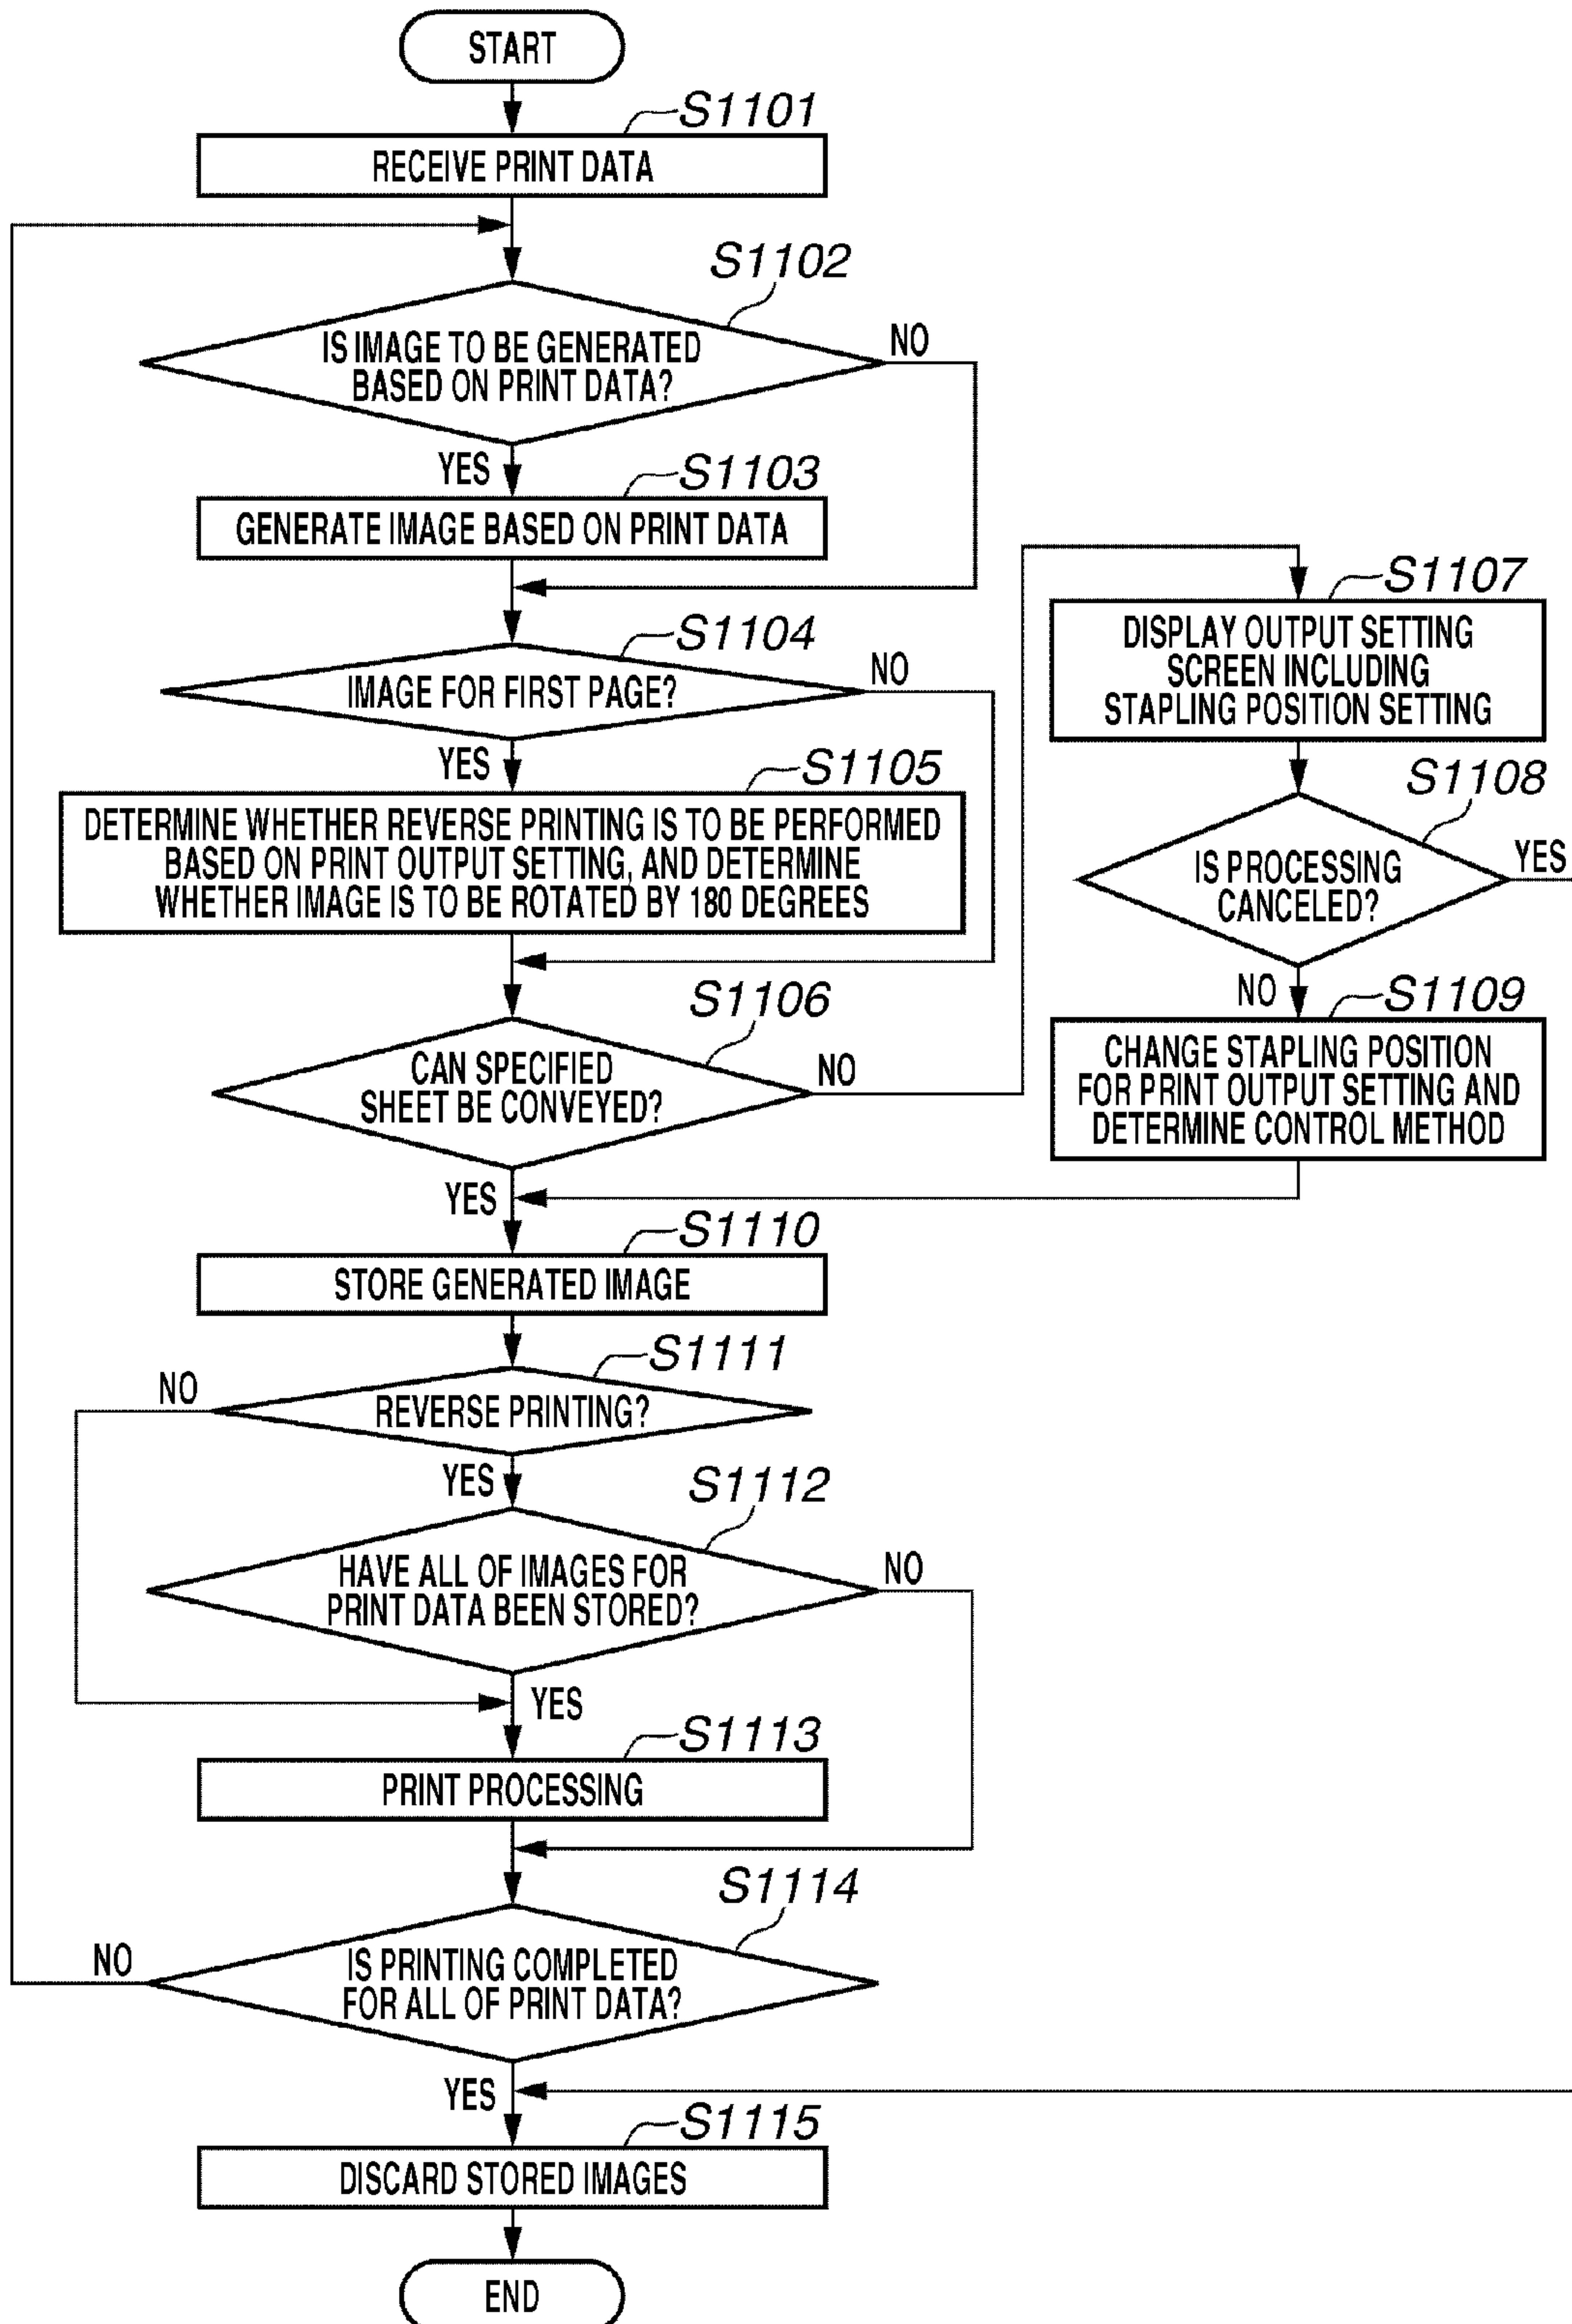 START
S1101
RECEIVE PRINT DATA
S1102
IS IMAGE TO BE GENERATED
BASED ON PRINT DATA?
NO
YES
S1103
GENERATE IMAGE BASED ON PRINT DATA
S1104
IMAGE FOR FIRST PAGE?
NO
YES
S1105
DETERMINE WHETHER REVERSE PRINTING IS TO BE PERFORMED
BASED ON PRINT OUTPUT SETTING, AND DETERMINE
WHETHER IMAGE IS TO BE ROTATED BY 180 DEGREES
S1106
CAN SPECIFIED
SHEET BE CONVEYED?
NO
YES
S1107
DISPLAY OUTPUT SETTING
SCREEN INCLUDING
STAPLING POSITION SETTING
S1108
IS PROCESSING
CANCELED?
YES
NO
S1109
CHANGE STAPLING POSITION
FOR PRINT OUTPUT SETTING AND
DETERMINE CONTROL METHOD
S1110
STORE GENERATED IMAGE
S1111
REVERSE PRINTING?
NO
YES
S1112
HAVE ALL OF IMAGES FOR
PRINT DATA BEEN STORED?
NO
YES
S1113
PRINT PROCESSING
S1114
IS PRINTING COMPLETED
FOR ALL OF PRINT DATA?
NO
YES
S1115
DISCARD STORED IMAGES
END